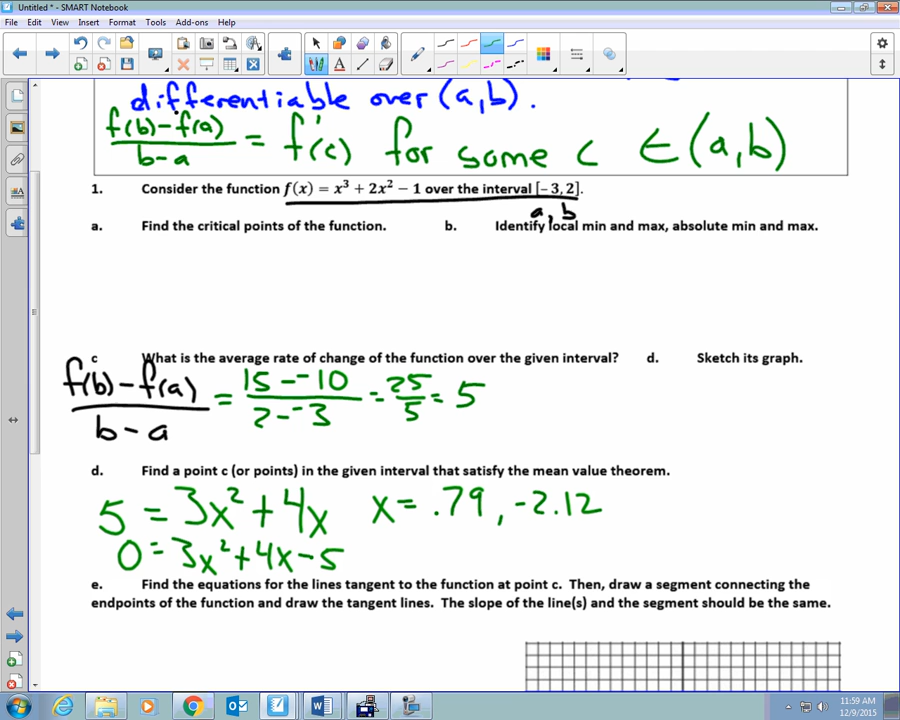 Untitled * - SMART Notebook
File Edit View Insert Format Tools Add-ons Help
differentiable over (a,b).
f(b) - f(a) / b - a = f'(c) for some c ∈ (a,b)
1. Consider the function f(x) = x³ + 2x² − 1 over the interval [−3, 2].
a, b
a. Find the critical points of the function. b. Identify local min and max, absolute min and max.
c What is the average rate of change of the function over the given interval? d. Sketch its graph.
f(b) - f(a) / b - a = 15 - -10 / 2 - -3 = 25/5 = 5
d. Find a point c (or points) in the given interval that satisfy the mean value theorem.
5 = 3x² + 4x x = .79, -2.12
0 = 3x² + 4x - 5
e. Find the equations for the lines tangent to the function at point c. Then, draw a segment connecting the
endpoints of the function and draw the tangent lines. The slope of the line(s) and the segment should be the same.
11:59 AM
12/9/2015